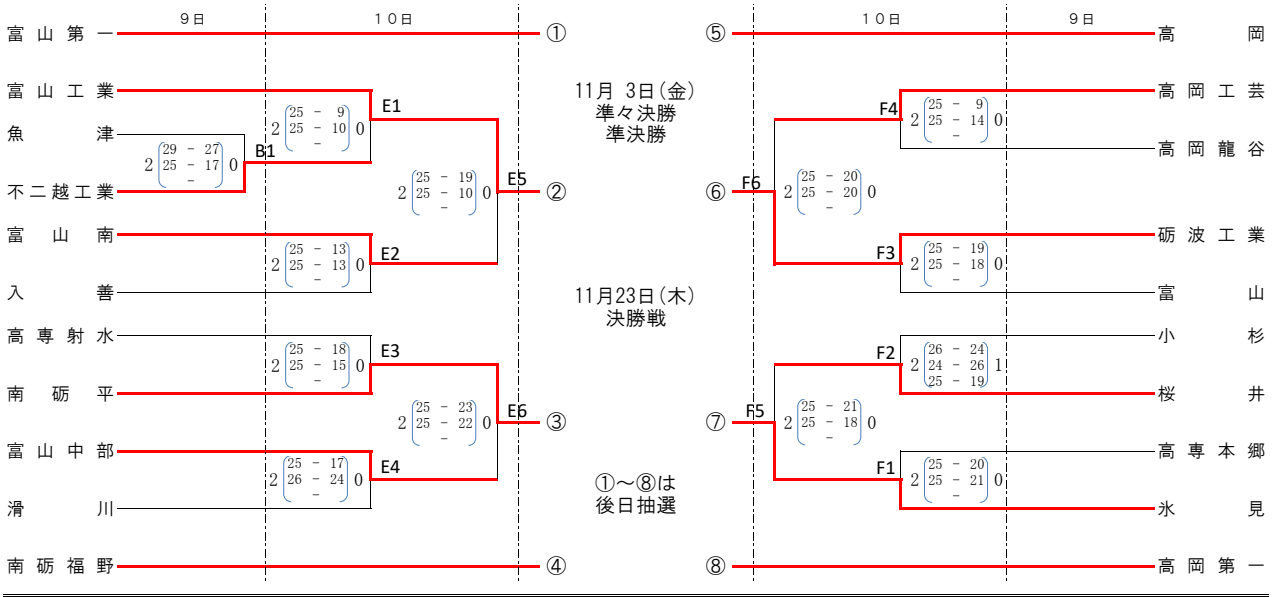 9日 10日 10日 9日
富山第一 ① ⑤ 高岡
富山工業 11月 3日(金) 高岡工芸
準々決勝
準決勝
E1 2 25 - 9 25 - 10 - 0
F4 2 25 - 9 25 - 14 - 0
魚津 高岡龍谷
B1 2 29 - 27 25 - 17 - 0
E5 2 25 - 19 25 - 10 - 0
F6 2 25 - 20 25 - 20 - 0
不二越工業 ② ⑥
富山南 砺波工業
E2 2 25 - 13 25 - 13 - 0
F3 2 25 - 19 25 - 18 - 0
入善 11月23日(木) 富山
決勝戦
高専射水 小杉
E3 2 25 - 18 25 - 15 - 0
F2 2 26 - 24 24 - 26 25 - 19 1
南砺平 桜井
E6 2 25 - 23 25 - 22 - 0
F5 2 25 - 21 25 - 18 - 0
③ ⑦
富山中部 高専本郷
E4 2 25 - 17 26 - 24 - 0
F1 2 25 - 20 25 - 21 - 0
①～⑧は
後日抽選
滑川 氷見
南砺福野 ④ ⑧ 高岡第一